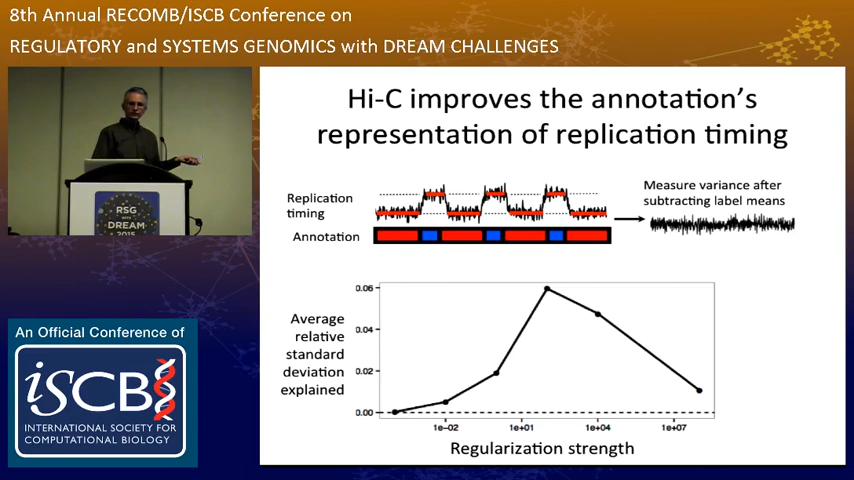 8th Annual RECOMB/ISCB Conference on
REGULATORY and SYSTEMS GENOMICS with DREAM CHALLENGES
RSG
WITH
DREAM
2015
An Official Conference of
iSCB
INTERNATIONAL SOCIETY FOR
COMPUTATIONAL BIOLOGY
Hi-C improves the annotation's
representation of replication timing
Replication
timing
Annotation
Measure variance after
subtracting label means
Average
relative
standard
deviation
explained
0.06
0.04
0.02
0.00
1e-02
1e+01
1e+04
1e+07
Regularization strength